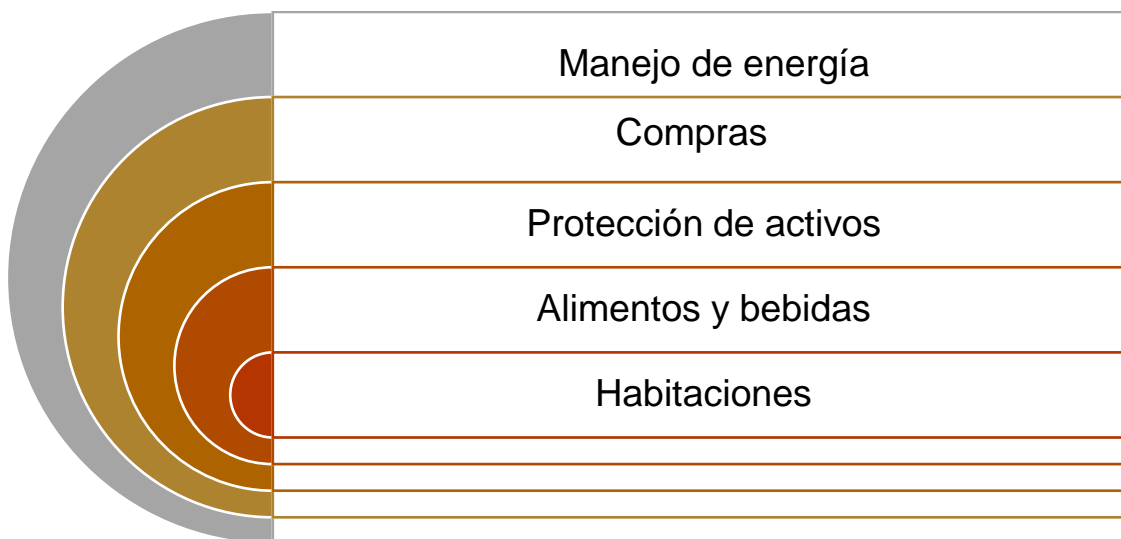 Manejo de energía
Compras
Protección de activos
Alimentos y bebidas
Habitaciones